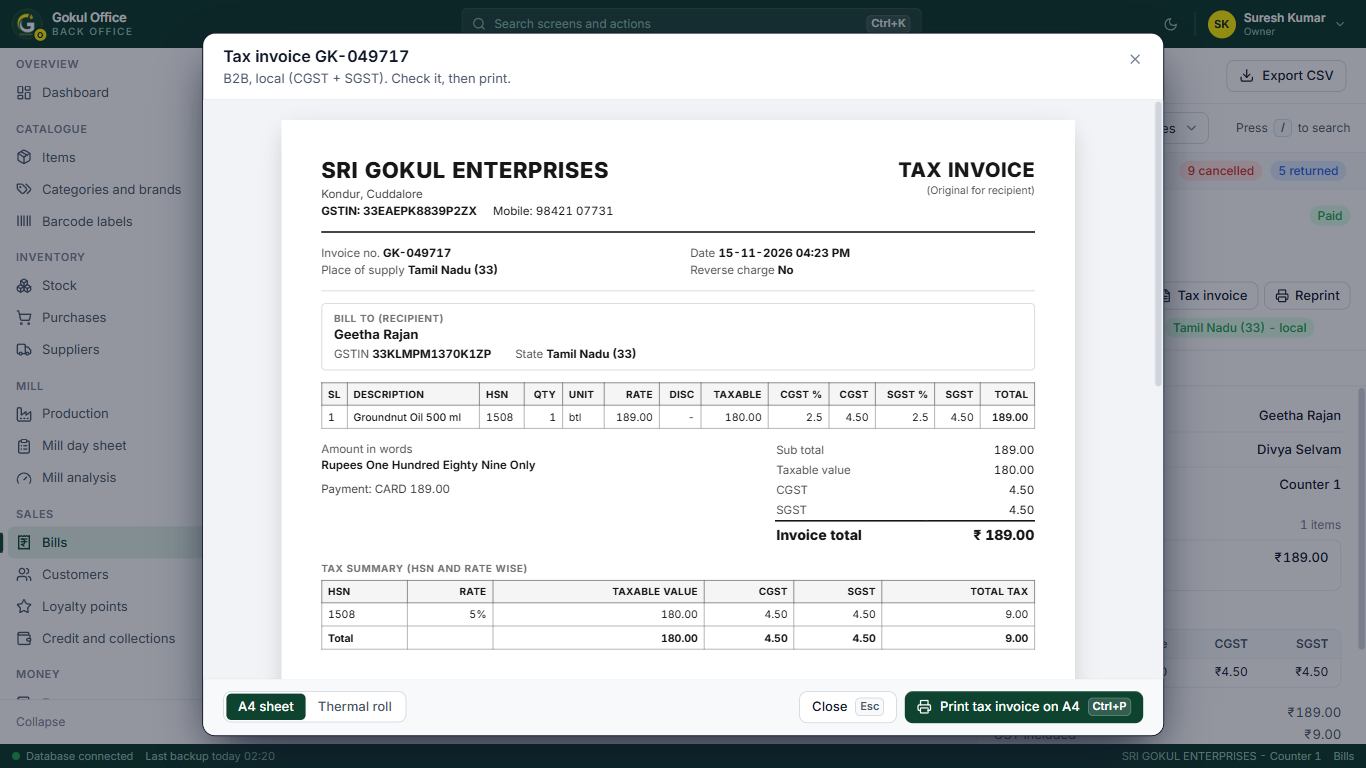 Gokul Office
BACK OFFICE
Search screens and actions
Ctrl+K
SK
Suresh Kumar
Owner
OVERVIEW
Dashboard
CATALOGUE
Items
Categories and brands
Barcode labels
INVENTORY
Stock
Purchases
Suppliers
MILL
Production
Mill day sheet
Mill analysis
SALES
Bills
Customers
Loyalty points
Credit and collections
MONEY
Collapse
Tax invoice GK-049717
B2B, local (CGST + SGST). Check it, then print.
SRI GOKUL ENTERPRISES
TAX INVOICE
Kondur, Cuddalore
(Original for recipient)
GSTIN: 33EAEPK8839P2ZX Mobile: 98421 07731
Invoice no. GK-049717 Date 15-11-2026 04:23 PM
Place of supply Tamil Nadu (33) Reverse charge No
BILL TO (RECIPIENT)
Geetha Rajan
GSTIN 33KLMPM1370K1ZP State Tamil Nadu (33)
SL DESCRIPTION HSN QTY UNIT RATE DISC TAXABLE CGST % CGST SGST % SGST TOTAL
1 Groundnut Oil 500 ml 1508 1 btl 189.00 - 180.00 2.5 4.50 2.5 4.50 189.00
Amount in words
Rupees One Hundred Eighty Nine Only
Payment: CARD 189.00
Sub total 189.00
Taxable value 180.00
CGST 4.50
SGST 4.50
Invoice total ₹ 189.00
TAX SUMMARY (HSN AND RATE WISE)
HSN RATE TAXABLE VALUE CGST SGST TOTAL TAX
1508 5% 180.00 4.50 4.50 9.00
Total 180.00 4.50 4.50 9.00
A4 sheet Thermal roll
Close Esc
Print tax invoice on A4 Ctrl+P
Export CSV
Press / to search
9 cancelled 5 returned
Paid
Tax invoice Reprint
Tamil Nadu (33) - local
Geetha Rajan
Divya Selvam
Counter 1
1 items
₹189.00
CGST SGST
₹4.50 ₹4.50
₹189.00
₹9.00
Database connected Last backup today 02:20
SRI GOKUL ENTERPRISES - Counter 1 Bills